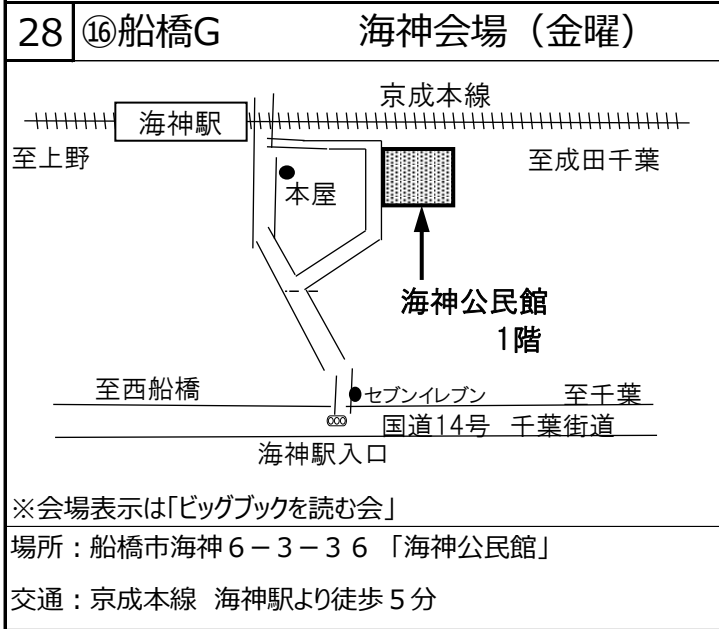 28 ⑯船橋G 海神会場（金曜）
京成本線
海神駅
至上野 至成田千葉
本屋
海神公民館
1階
至西船橋 セブンイレブン 至千葉
国道14号 千葉街道
海神駅入口
※会場表示は「ビッグブックを読む会」
場所：船橋市海神６－３－３６ 「海神公民館」
交通：京成本線 海神駅より徒歩５分